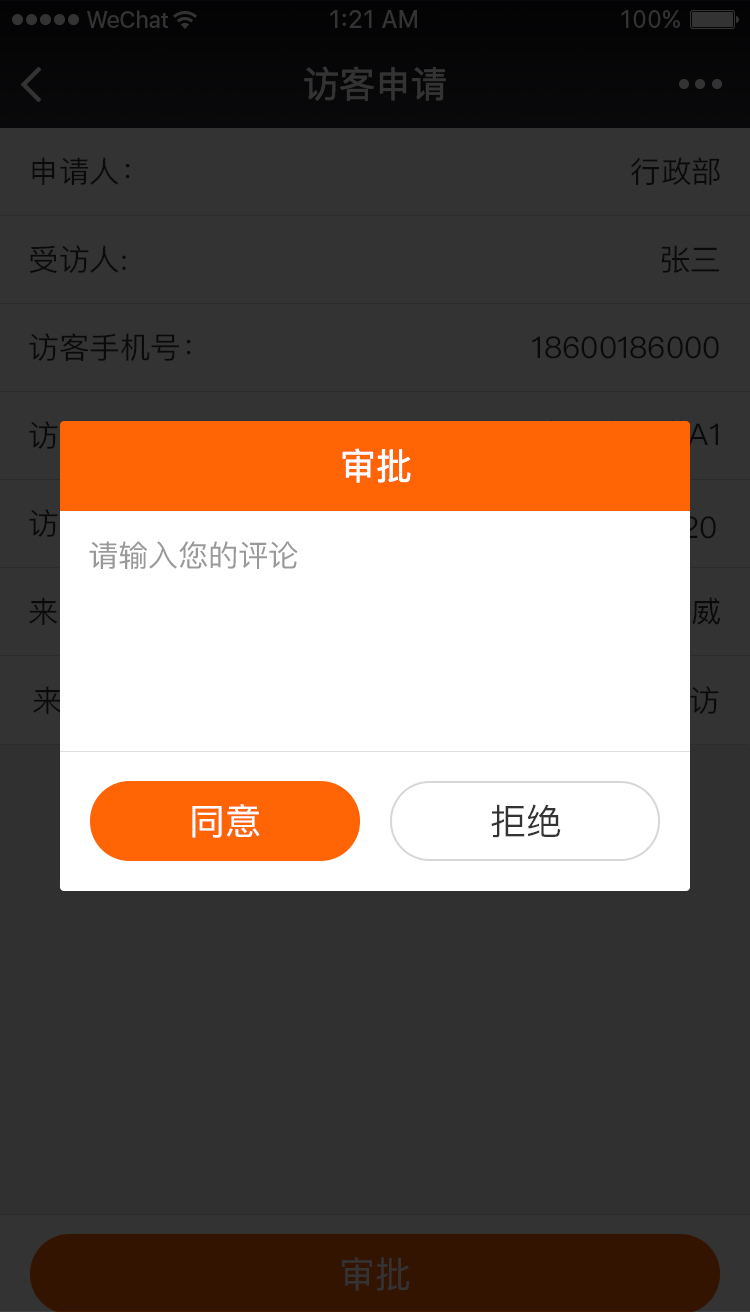 WeChat 1:21 AM 100%
访客申请
申请人： 行政部
受访人: 张三
访客手机号： 18600186000
访 A1
审批
访 20
请输入您的评论
来 威
来 访
同意 拒绝
审批